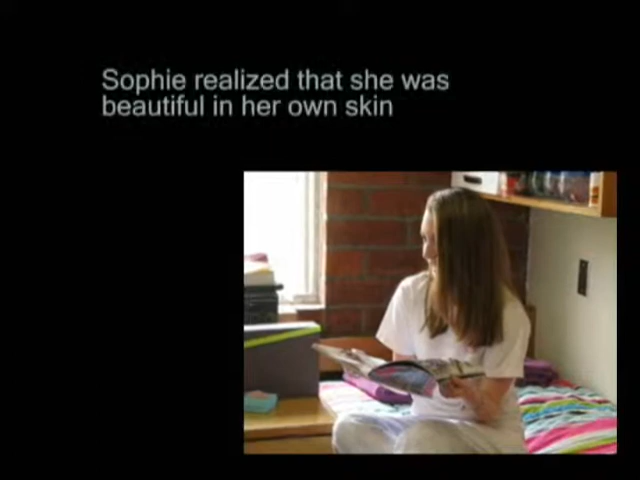 Sophie realized that she was
beautiful in her own skin